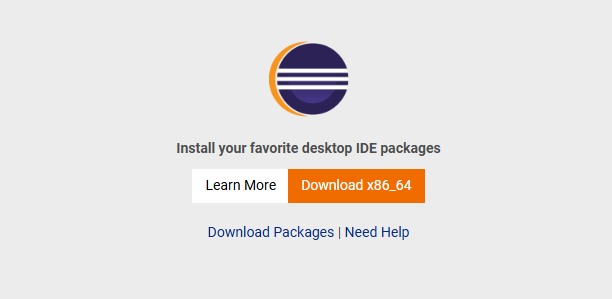 Install your favorite desktop IDE packages
Learn More Download x86_64
Download Packages | Need Help